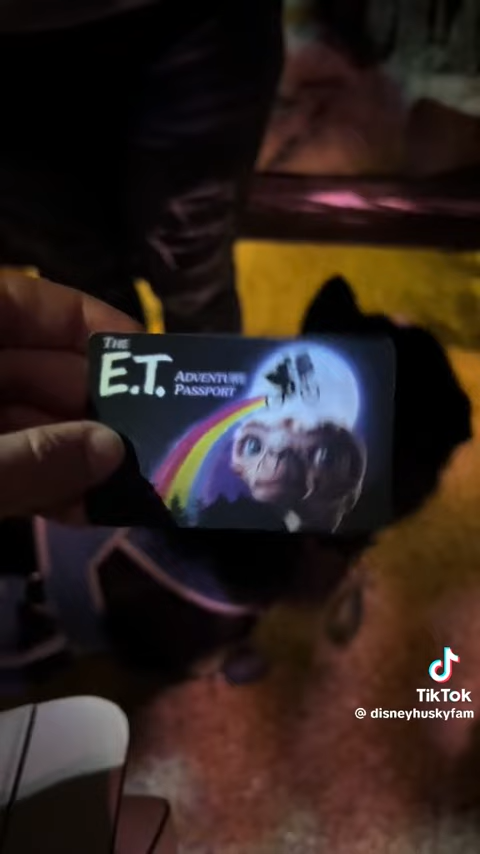 THE
E.T. ADVENTURE
PASSPORT
TikTok
@ disneyhuskyfam